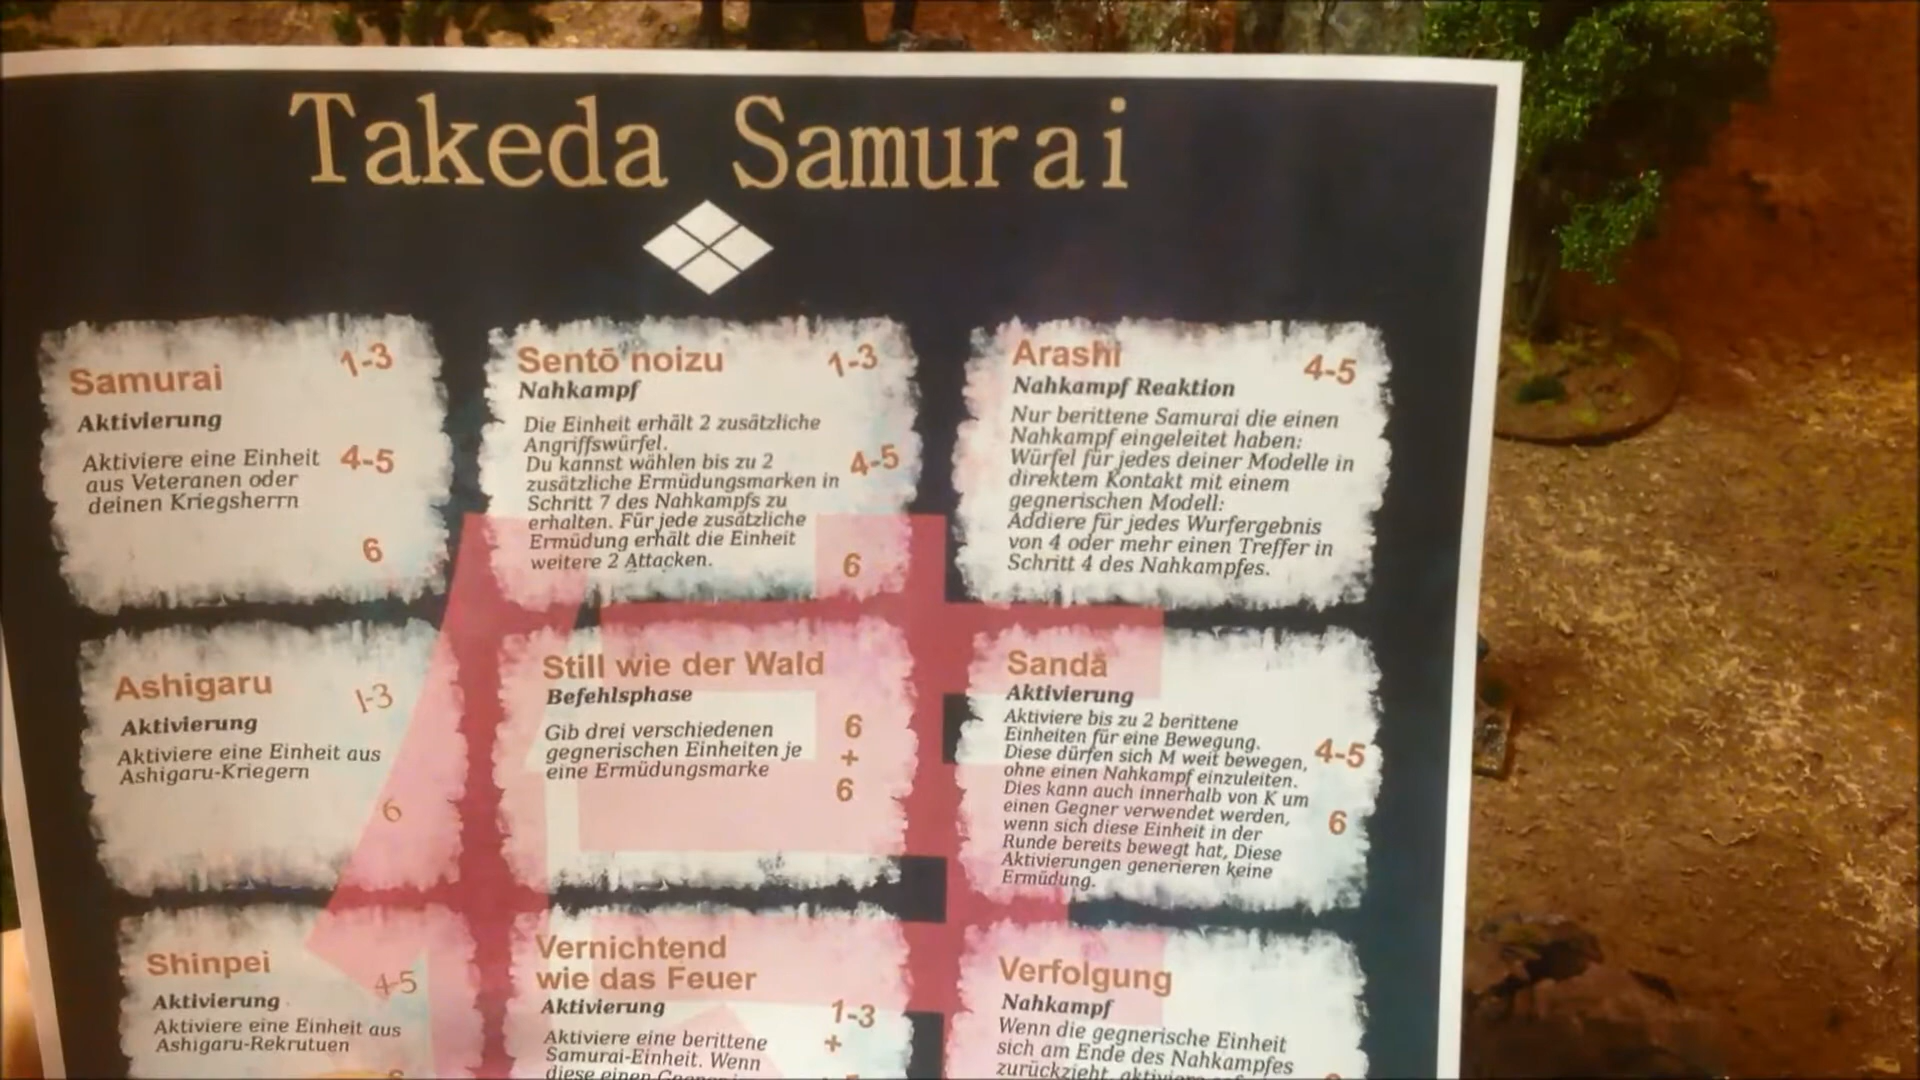 Takeda Samurai
Samurai
1-3
Aktivierung
Aktiviere eine Einheit
aus Veteranen oder
deinen Kriegsherrn
4-5
6
Sentō noizu
1-3
Nahkampf
Die Einheit erhält 2 zusätzliche
Angriffswürfel.
Du kannst wählen bis zu 2
zusätzliche Ermüdungsmarken in
Schritt 7 des Nahkampfs zu
erhalten. Für jede zusätzliche
Ermüdung erhält die Einheit
weitere 2 Attacken.
4-5
6
Arashi
4-5
Nahkampf Reaktion
Nur berittene Samurai die einen
Nahkampf eingeleitet haben:
Würfel für jedes deiner Modelle in
direktem Kontakt mit einem
gegnerischen Modell:
Addiere für jedes Wurfergebnis
von 4 oder mehr einen Treffer in
Schritt 4 des Nahkampfes.
Ashigaru
1-3
Aktivierung
Aktiviere eine Einheit aus
Ashigaru-Kriegern
6
Still wie der Wald
Befehlsphase
Gib drei verschiedenen
gegnerischen Einheiten je
eine Ermüdungsmarke
6
+
6
Sandā
Aktivierung
Aktiviere bis zu 2 berittene
Einheiten für eine Bewegung.
Diese dürfen sich M weit bewegen,
ohne einen Nahkampf einzuleiten.
Dies kann auch innerhalb von K um
einen Gegner verwendet werden,
wenn sich diese Einheit in der
Runde bereits bewegt hat, Diese
Aktivierungen generieren keine
Ermüdung.
4-5
6
Shinpei
4-5
Aktivierung
Aktiviere eine Einheit aus
Ashigaru-Rekrutuen
Vernichtend
wie das Feuer
Aktivierung
1-3
+
Aktiviere eine berittene
Samurai-Einheit. Wenn
diese einen
Verfolgung
Nahkampf
Wenn die gegnerische Einheit
sich am Ende des Nahkampfes
zurückzieht, aktiviere